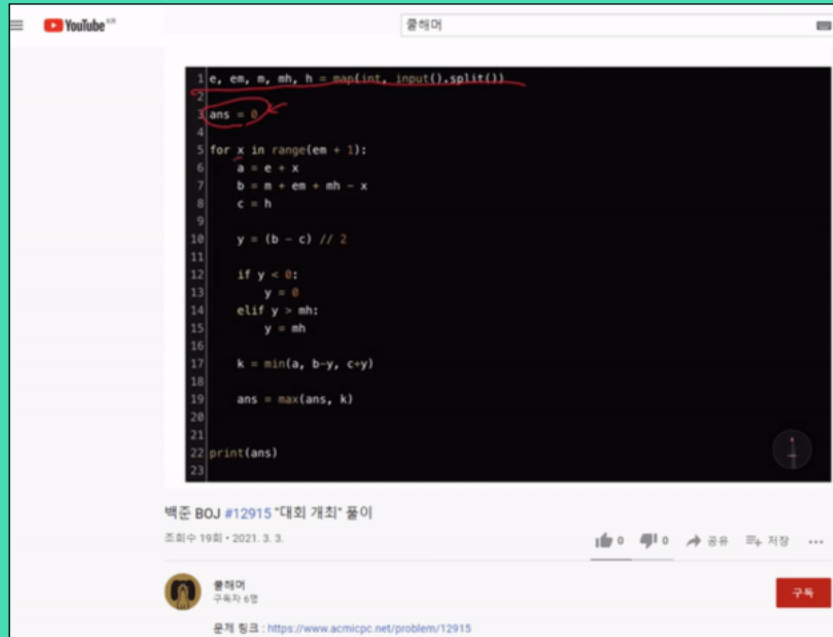 YouTube KR
쿨해머
1 e, em, m, mh, h = map(int, input().split())
2
3 ans = 0
4
5 for x in range(em + 1):
6 a = e + x
7 b = m + em + mh - x
8 c = h
9
10 y = (b - c) // 2
11
12 if y < 0:
13 y = 0
14 elif y > mh:
15 y = mh
16
17 k = min(a, b-y, c+y)
18
19 ans = max(ans, k)
20
21
22 print(ans)
23
백준 BOJ #12915 "대회 개최" 풀이
조회수 19회 • 2021. 3. 3.
0 0 공유 저장 ...
쿨해머
구독자 6명
구독
문제 링크 : https://www.acmicpc.net/problem/12915